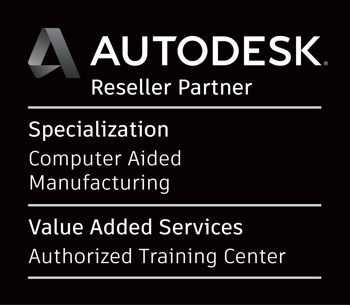 AUTODESK®
Reseller Partner
Specialization
Computer Aided
Manufacturing
Value Added Services
Authorized Training Center